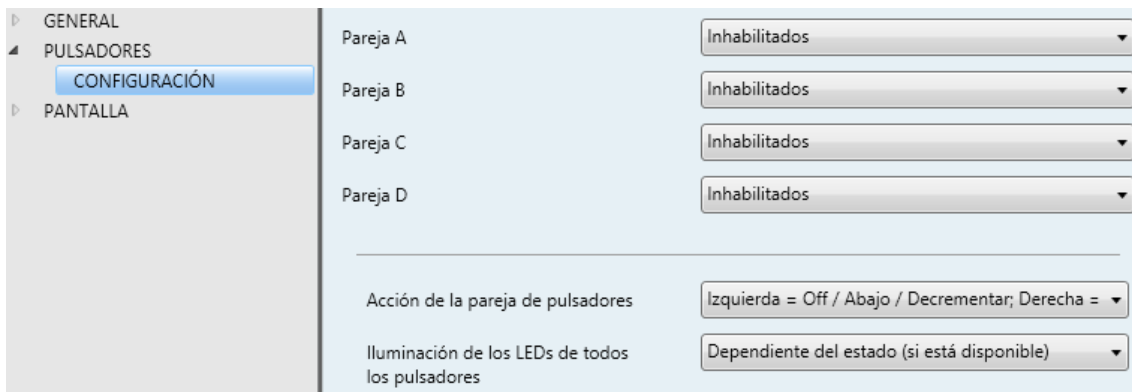 GENERAL
PULSADORES
CONFIGURACIÓN
PANTALLA
Pareja A
Inhabilitados
Pareja B
Inhabilitados
Pareja C
Inhabilitados
Pareja D
Inhabilitados
Acción de la pareja de pulsadores
Izquierda = Off / Abajo / Decrementar; Derecha =
Iluminación de los LEDs de todos
los pulsadores
Dependiente del estado (si está disponible)